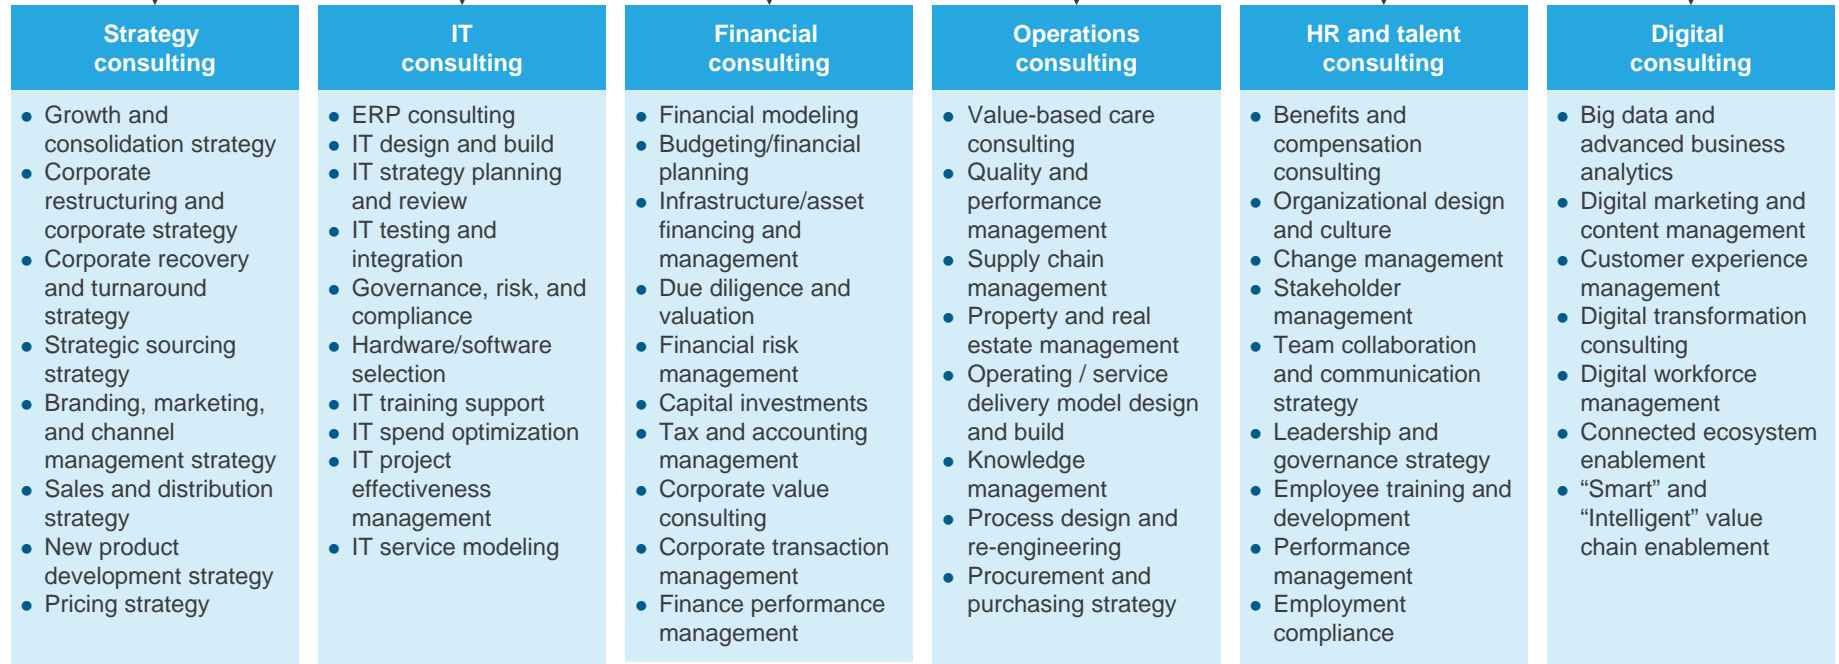 Strategy
consulting
● Growth and
consolidation strategy
● Corporate
restructuring and
corporate strategy
● Corporate recovery
and turnaround
strategy
● Strategic sourcing
strategy
● Branding, marketing,
and channel
management strategy
● Sales and distribution
strategy
● New product
development strategy
● Pricing strategy
IT
consulting
● ERP consulting
● IT design and build
● IT strategy planning
and review
● IT testing and
integration
● Governance, risk, and
compliance
● Hardware/software
selection
● IT training support
● IT spend optimization
● IT project
effectiveness
management
● IT service modeling
Financial
consulting
● Financial modeling
● Budgeting/financial
planning
● Infrastructure/asset
financing and
management
● Due diligence and
valuation
● Financial risk
management
● Capital investments
● Tax and accounting
management
● Corporate value
consulting
● Corporate transaction
management
● Finance performance
management
Operations
consulting
● Value-based care
consulting
● Quality and
performance
management
● Supply chain
management
● Property and real
estate management
● Operating / service
delivery model design
and build
● Knowledge
management
● Process design and
re-engineering
● Procurement and
purchasing strategy
HR and talent
consulting
● Benefits and
compensation
consulting
● Organizational design
and culture
● Change management
● Stakeholder
management
● Team collaboration
and communication
strategy
● Leadership and
governance strategy
● Employee training and
development
● Performance
management
● Employment
compliance
Digital
consulting
● Big data and
advanced business
analytics
● Digital marketing and
content management
● Customer experience
management
● Digital transformation
consulting
● Digital workforce
management
● Connected ecosystem
enablement
● “Smart” and
“Intelligent” value
chain enablement